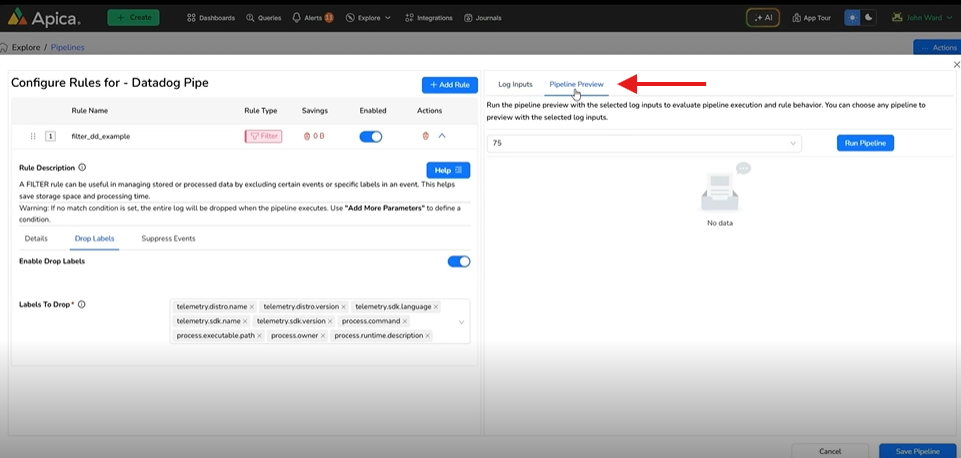 Apica.
+ Create
Dashboards
Queries
Alerts
Explore
Integrations
Journals
AI
App Tour
John Ward
Explore / Pipelines
Actions
Configure Rules for - Datadog Pipe
+ Add Rule
Rule Name
Rule Type
Savings
Enabled
Actions
1
filter_dd_example
Filter
0 B
Rule Description
Help
A FILTER rule can be useful in managing stored or processed data by excluding certain events or specific labels in an event. This helps
save storage space and processing time.
Warning: If no match condition is set, the entire log will be dropped when the pipeline executes. Use "Add More Parameters" to define a
condition.
Details
Drop Labels
Suppress Events
Enable Drop Labels
Labels To Drop *
telemetry.distro.name × telemetry.distro.version × telemetry.sdk.language ×
telemetry.sdk.name × telemetry.sdk.version × process.command ×
process.executable.path × process.owner × process.runtime.description ×
Log Inputs
Pipeline Preview
Run the pipeline preview with the selected log inputs to evaluate pipeline execution and rule behavior. You can choose any pipeline to
preview with the selected log inputs.
75
Run Pipeline
No data
Cancel
Save Pipeline